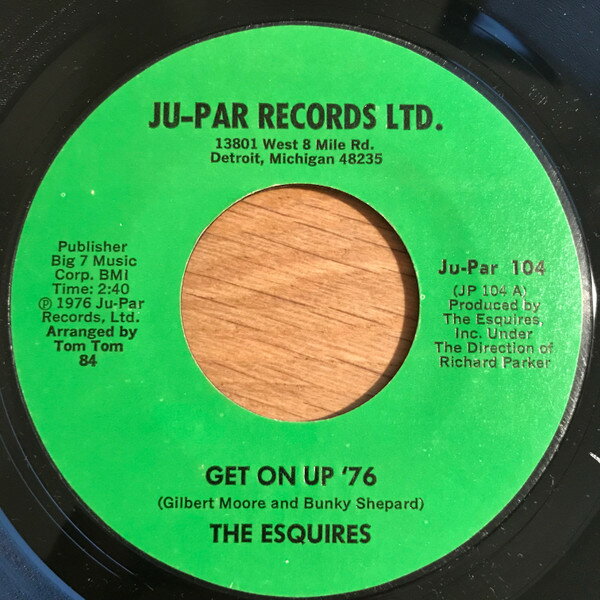 JU-PAR RECORDS LTD.
13801 West 8 Mile Rd.
Detroit, Michigan 48235
Publisher
Big 7 Music
Corp. BMI
Time: 2:40
℗ 1976 Ju-Par
Records, Ltd.
Arranged by
Tom Tom
84
Ju-Par 104
(JP 104 A)
Produced by
The Esquires,
Inc. Under
The Direction of
Richard Parker
GET ON UP '76
(Gilbert Moore and Bunky Shepard)
THE ESQUIRES